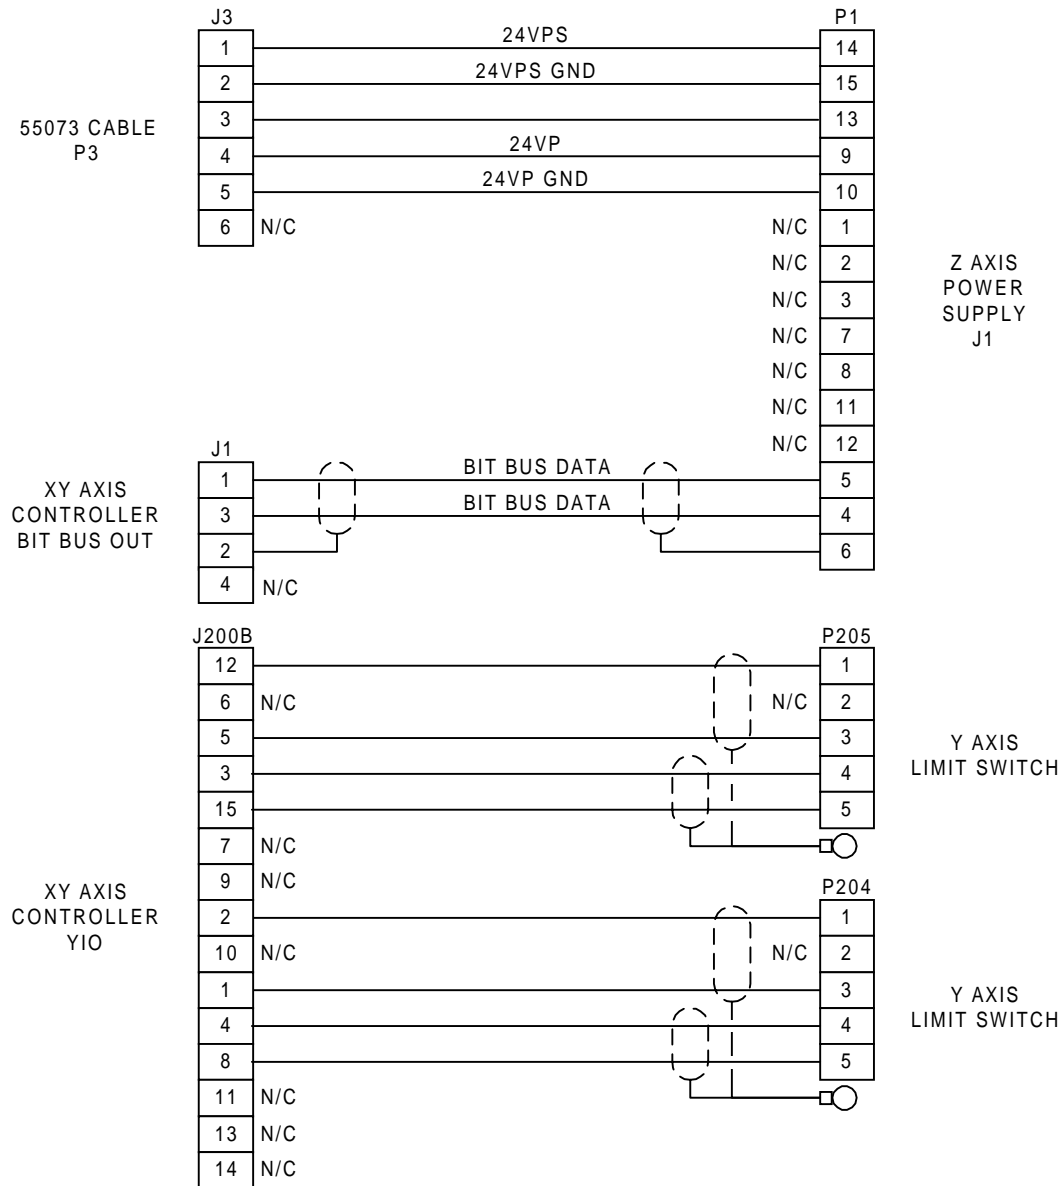 J3
P1
1
24VPS
14
2
24VPS GND
15
3
13
4
24VP
9
5
24VP GND
10
6
N/C
55073 CABLE
P3
N/C
1
N/C
2
N/C
3
N/C
7
N/C
8
N/C
11
N/C
12
Z AXIS
POWER
SUPPLY
J1
J1
1
BIT BUS DATA
5
3
BIT BUS DATA
4
2
6
4
N/C
XY AXIS
CONTROLLER
BIT BUS OUT
J200B
P205
12
1
6
N/C
N/C
2
5
3
3
4
15
5
7
N/C
9
N/C
Y AXIS
LIMIT SWITCH
XY AXIS
CONTROLLER
YIO
P204
2
1
10
N/C
N/C
2
1
3
4
4
8
5
11
N/C
13
N/C
14
N/C
Y AXIS
LIMIT SWITCH